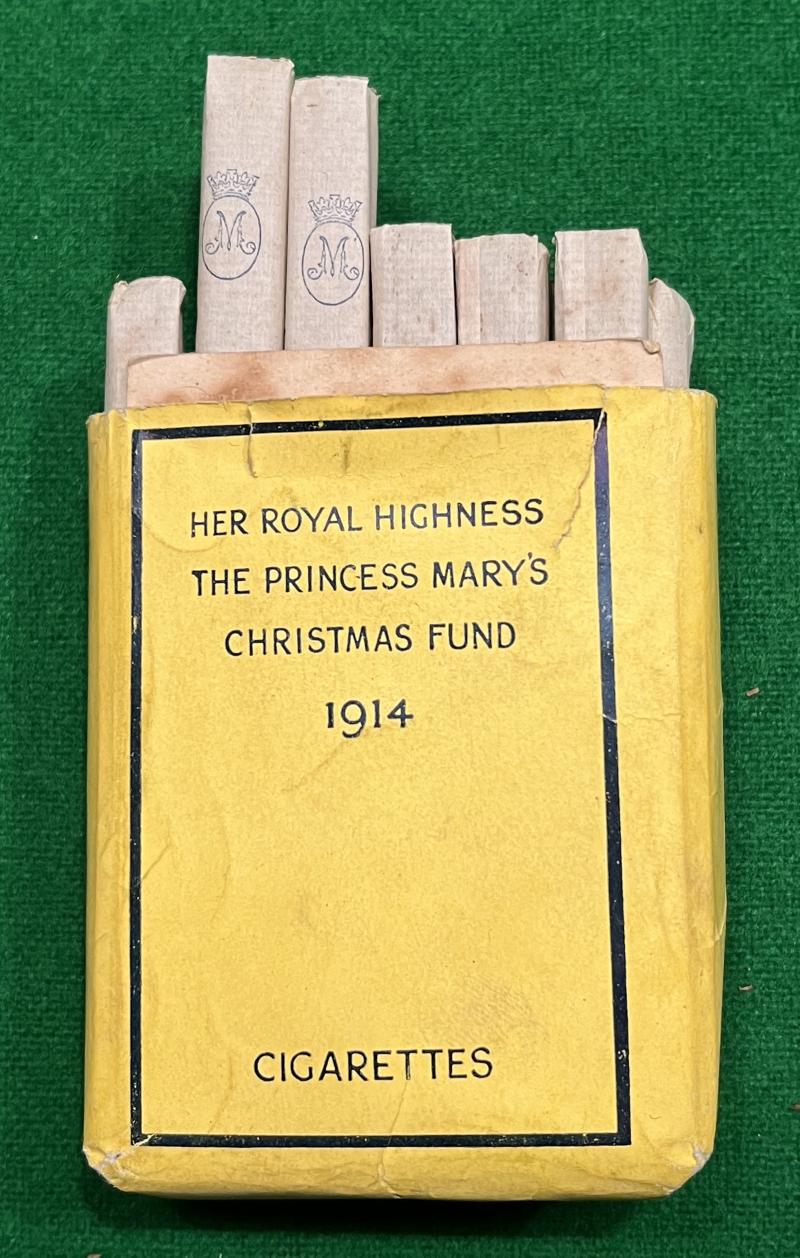 M M
HER ROYAL HIGHNESS
THE PRINCESS MARY'S
CHRISTMAS FUND
1914
CIGARETTES